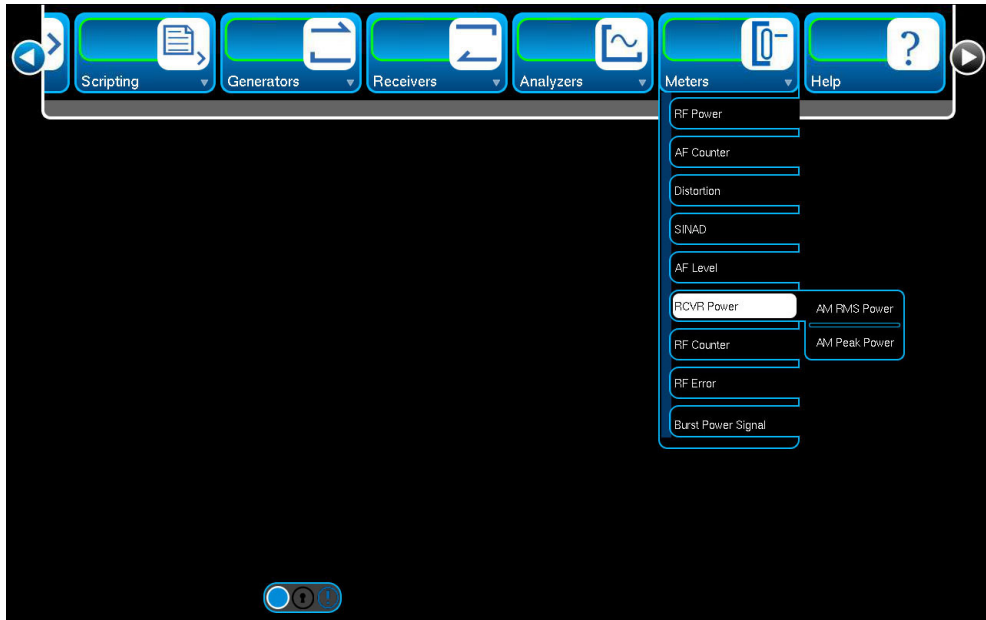 Scripting
Generators
Receivers
Analyzers
Meters
?
Help
RF Power
AF Counter
Distortion
SINAD
AF Level
RCVR Power
AM RMS Power
AM Peak Power
RF Counter
RF Error
Burst Power Signal